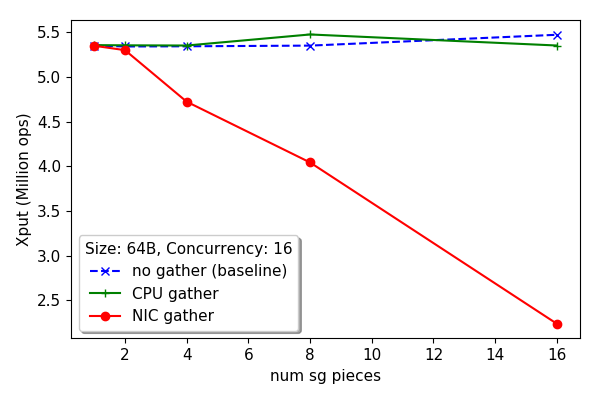 5.5
5.0
4.5
4.0
3.5
3.0
2.5
Xput (Million ops)
Size: 64B, Concurrency: 16
no gather (baseline)
CPU gather
NIC gather
2 4 6 8 10 12 14 16
num sg pieces